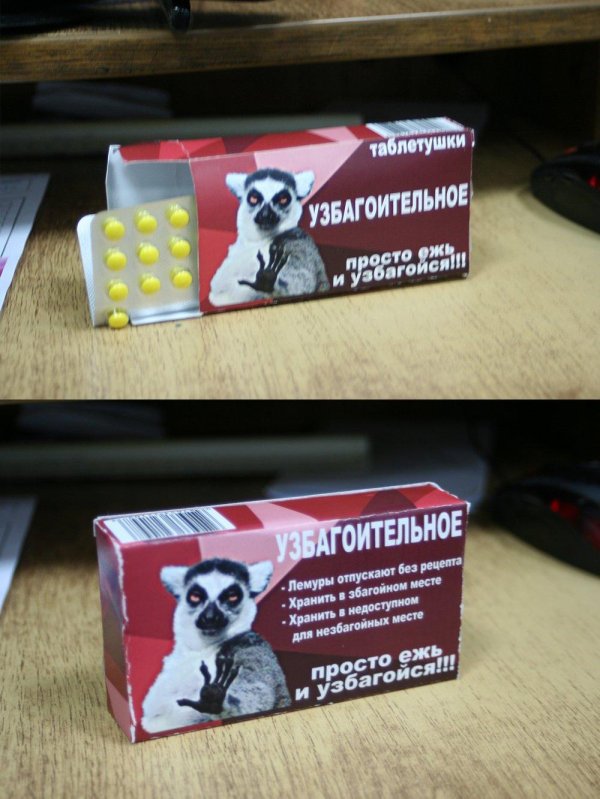 таблетушки
УЗБАГОИТЕЛЬНОЕ
просто ежь
и узбагойся!!!
УЗБАГОИТЕЛЬНОЕ
- Лемуры отпускают без рецепта
- Хранить в збагойном месте
- Хранить в недоступном
для незбагойных месте
просто ежь
и узбагойся!!!